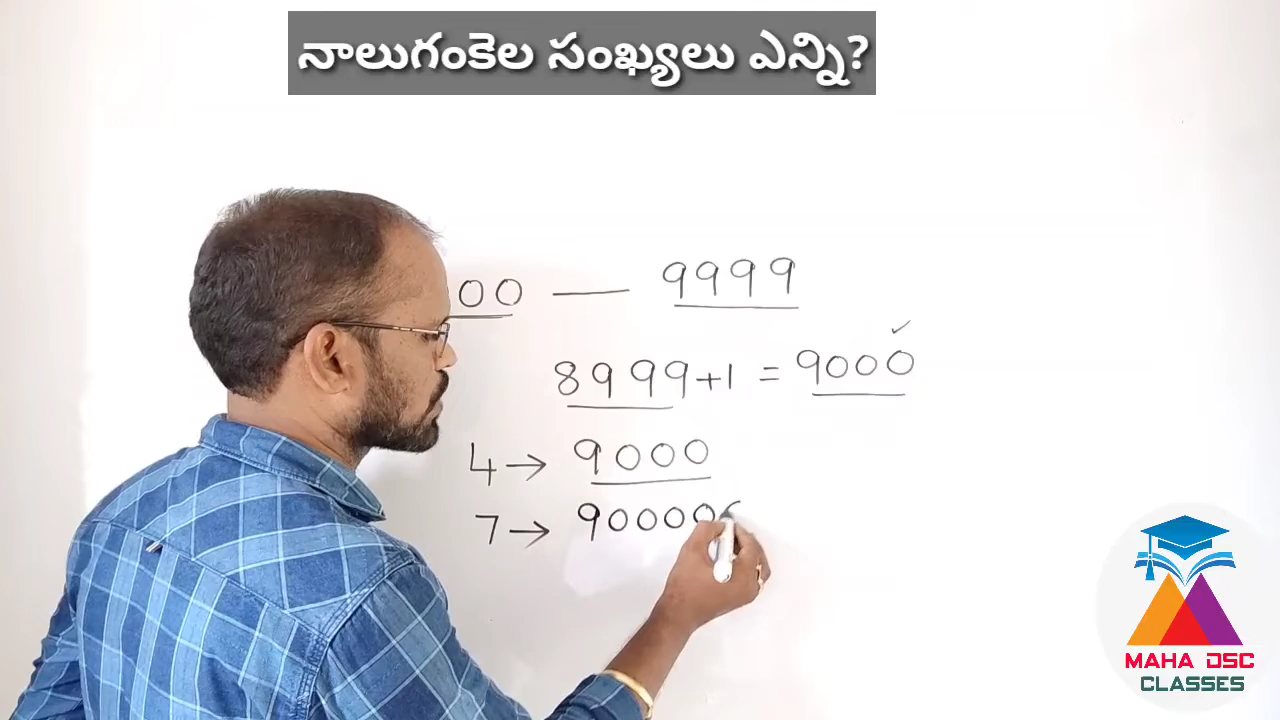 నాలుగంకెల సంఖ్యలు ఎన్ని?
00 — 9999
8999+1 = 9000 ✓
4 → 9000
7 → 90000
MAHA DSC
CLASSES